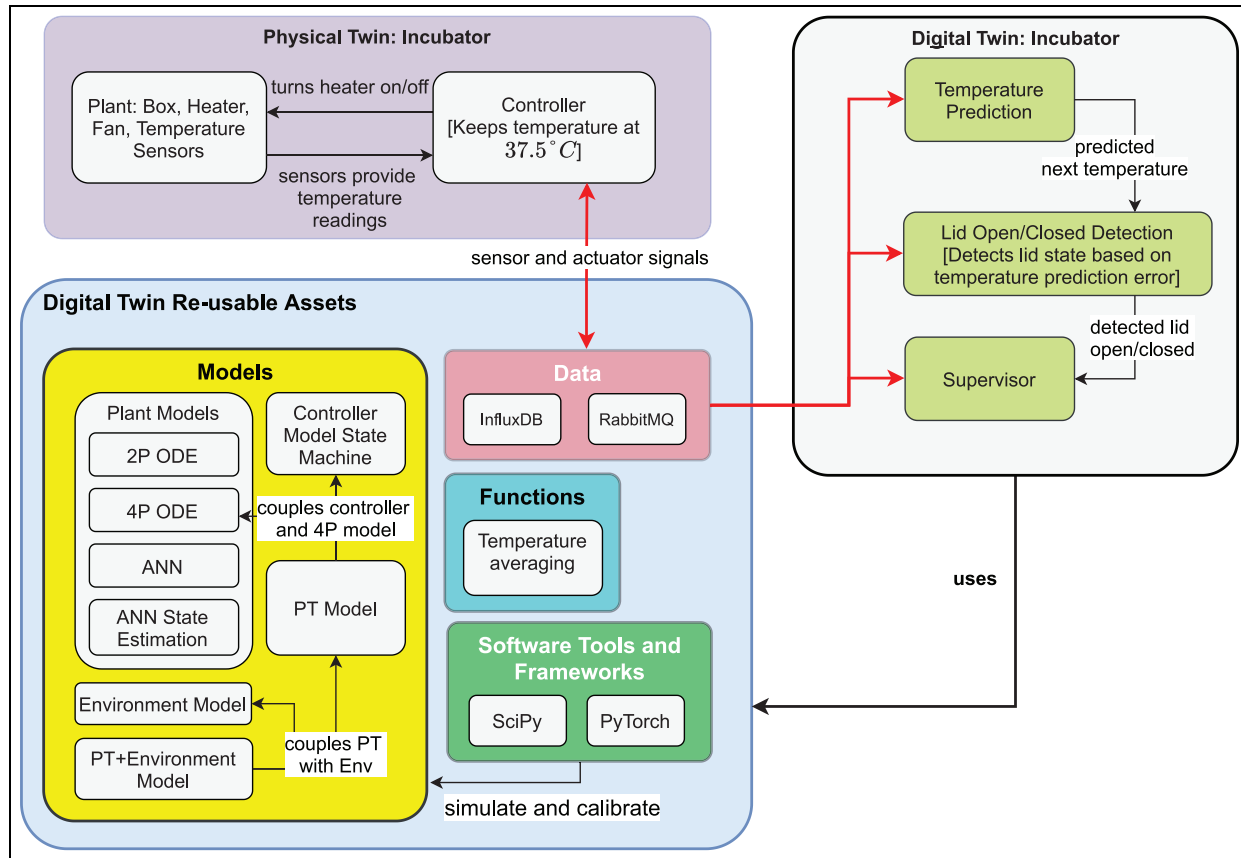 Physical Twin: Incubator
Plant: Box, Heater,
Fan, Temperature
Sensors
turns heater on/off
Controller
[Keeps temperature at
37.5°C]
sensors provide
temperature
readings
sensor and actuator signals
Digital Twin: Incubator
Temperature
Prediction
predicted
next temperature
Lid Open/Closed Detection
[Detects lid state based on
temperature prediction error]
detected lid
open/closed
Supervisor
uses
Digital Twin Re-usable Assets
Models
Plant Models
2P ODE
4P ODE
ANN
ANN State
Estimation
Controller
Model State
Machine
couples controller
and 4P model
PT Model
Environment Model
PT+Environment
Model
couples PT
with Env
Data
InfluxDB
RabbitMQ
Functions
Temperature
averaging
Software Tools and
Frameworks
SciPy
PyTorch
simulate and calibrate